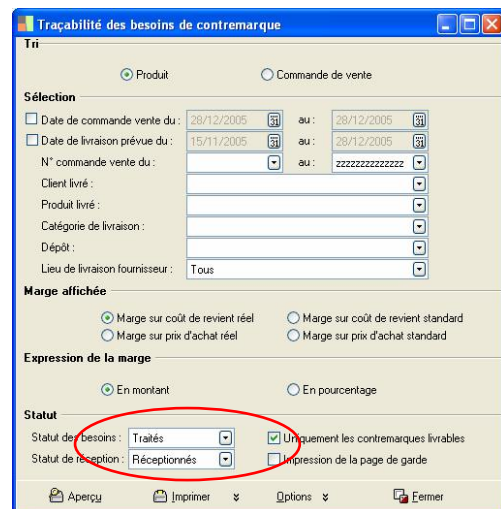 Traçabilité des besoins de contremarque
Tri
Produit Commande de vente
Sélection
Date de commande vente du : 28/12/2005 31 au : 28/12/2005 31
Date de livraison prévue du : 15/11/2005 31 au : 28/12/2005 31
N° commande vente du : au : zzzzzzzzzzzzzz
Client livré :
Produit livré :
Catégorie de livraison :
Dépôt :
Lieu de livraison fournisseur : Tous
Marge affichée
Marge sur coût de revient réel Marge sur coût de revient standard
Marge sur prix d'achat réel Marge sur prix d'achat standard
Expression de la marge
En montant En pourcentage
Statut
Statut des besoins : Traités Uniquement les contremarques livrables
Statut de réception : Réceptionnés Impression de la page de garde
Aperçu Imprimer Options Fermer